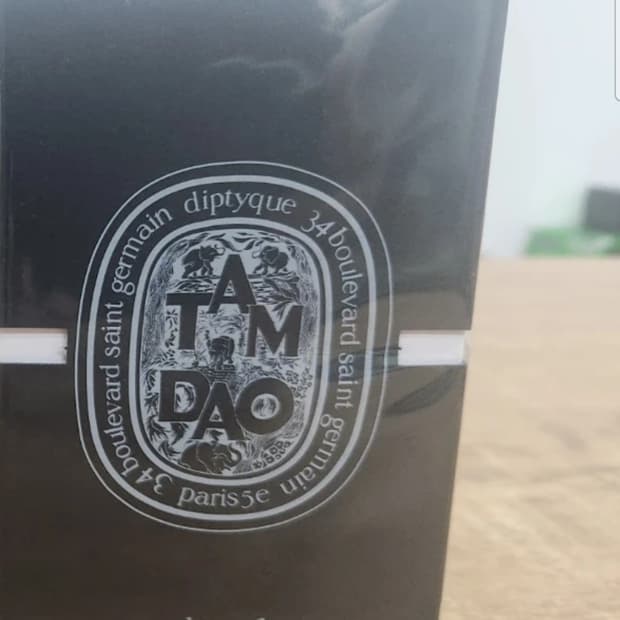 diptyque 34 boulevard saint germain paris 5e 34 boulevard saint germain
TAM
DAO